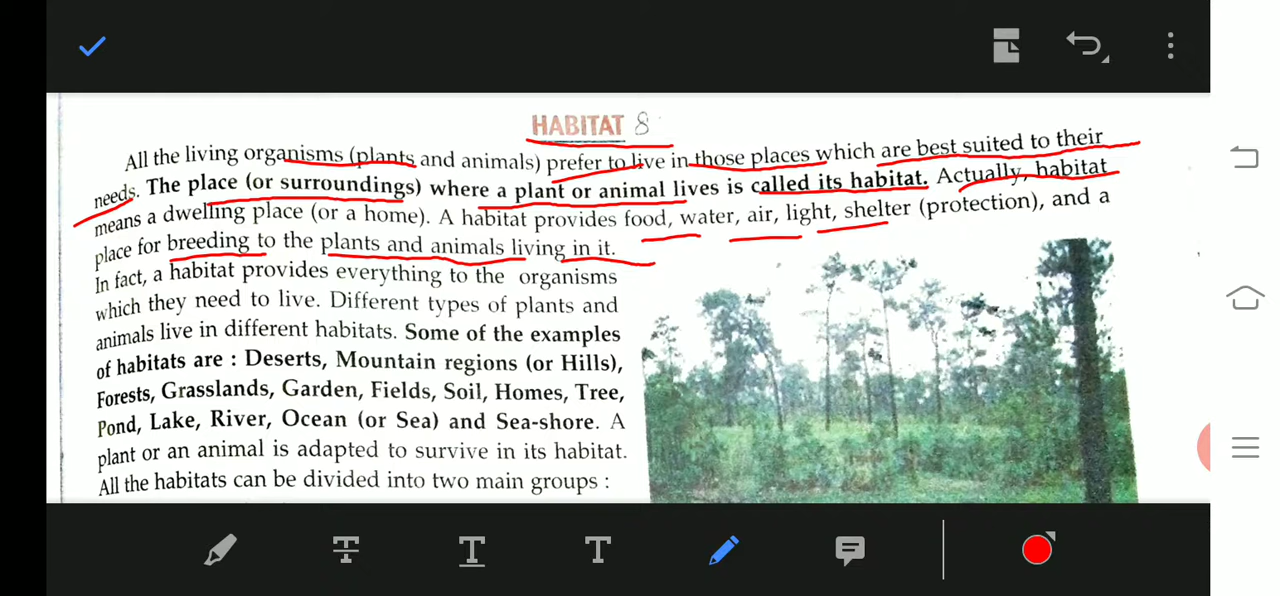 HABITAT 8
All the living organisms (plants and animals) prefer to live in those places which are best suited to their
needs. The place (or surroundings) where a plant or animal lives is called its habitat. Actually, habitat
means a dwelling place (or a home). A habitat provides food, water, air, light, shelter (protection), and a
place for breeding to the plants and animals living in it.
In fact, a habitat provides everything to the organisms
which they need to live. Different types of plants and
animals live in different habitats. Some of the examples
of habitats are : Deserts, Mountain regions (or Hills),
Forests, Grasslands, Garden, Fields, Soil, Homes, Tree,
Pond, Lake, River, Ocean (or Sea) and Sea-shore. A
plant or an animal is adapted to survive in its habitat.
All the habitats can be divided into two main groups :
T
T
T